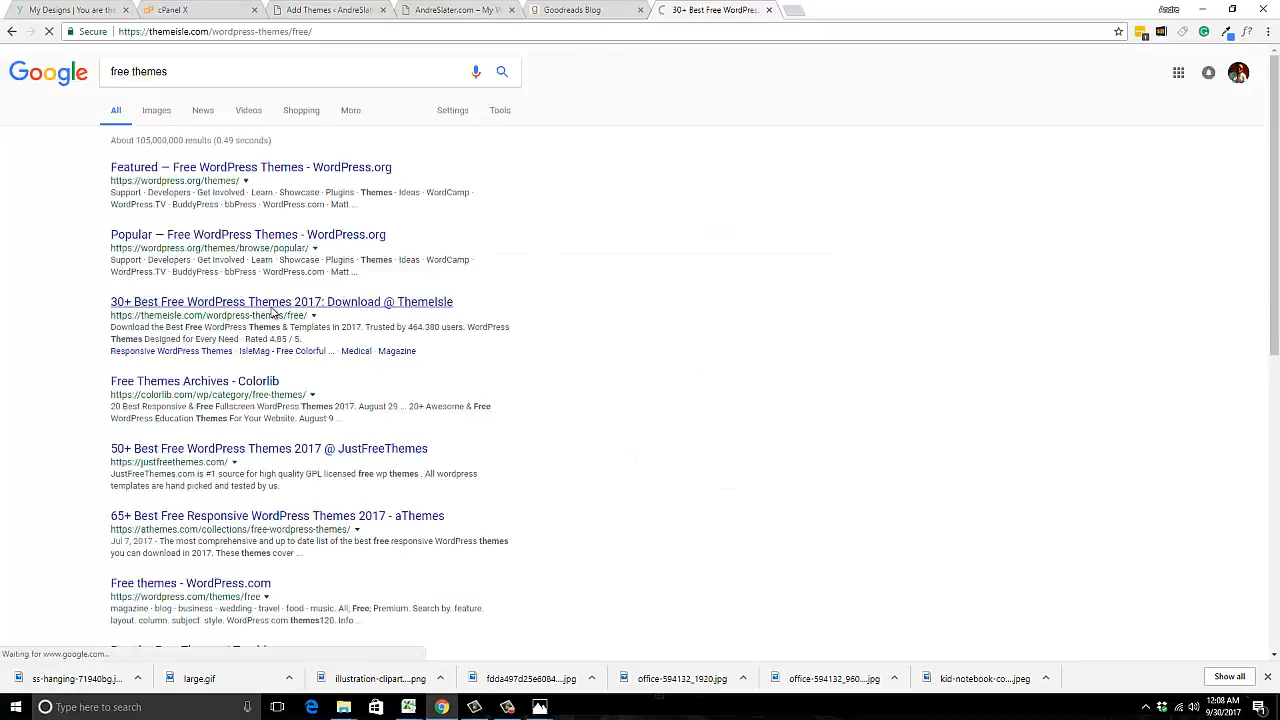 My Designs | You are the
cPanel X
Add Themes ‹ AndreSlat
AndreSlater.com – My W
Goodreads Blog
30+ Best Free WordPres
Andre
Secure
https://themeisle.com/wordpress-themes/free/
Google
free themes
All
Images
News
Videos
Shopping
More
Settings
Tools
About 105,000,000 results (0.49 seconds)
Featured — Free WordPress Themes - WordPress.org
https://wordpress.org/themes/
Support · Developers · Get Involved · Learn · Showcase · Plugins · Themes · Ideas · WordCamp ·
WordPress.TV · BuddyPress · bbPress · WordPress.com · Matt ...
Popular — Free WordPress Themes - WordPress.org
https://wordpress.org/themes/browse/popular/
Support · Developers · Get Involved · Learn · Showcase · Plugins · Themes · Ideas · WordCamp ·
WordPress.TV · BuddyPress · bbPress · WordPress.com · Matt ...
30+ Best Free WordPress Themes 2017: Download @ ThemeIsle
https://themeisle.com/wordpress-themes/free/
Download the Best Free WordPress Themes & Templates in 2017. Trusted by 464.380 users. WordPress
Themes Designed for Every Need · Rated 4.85 / 5.
Responsive WordPress Themes · IsleMag - Free Colorful ... · Medical · Magazine
Free Themes Archives - Colorlib
https://colorlib.com/wp/category/free-themes/
20 Best Responsive & Free Fullscreen WordPress Themes 2017. August 29 ... 20+ Awesome & Free
WordPress Education Themes For Your Website. August 9 ...
50+ Best Free WordPress Themes 2017 @ JustFreeThemes
https://justfreethemes.com/
JustFreeThemes.com is #1 source for high quality GPL licensed free wp themes . All wordpress
templates are hand picked and tested by us.
65+ Best Free Responsive WordPress Themes 2017 - aThemes
https://athemes.com/collections/free-wordpress-themes/
Jul 7, 2017 - The most comprehensive and up to date list of the best free responsive WordPress themes
you can download in 2017. These themes cover ...
Free themes - WordPress.com
https://wordpress.com/themes/free
magazine · blog · business · wedding · travel · food · music. All, Free; Premium. Search by. feature.
layout. column. subject. style. WordPress.com themes120. Info...
Waiting for www.google.com...
ss-hanging-71940bg.j...
large.gif
illustration-clipart....png
fdda497d25e6084....jpg
office-594132_1920.jpg
office-594132_960....jpg
kid-notebook-co....jpeg
Show all
Type here to search
12:08 AM
9/30/2017